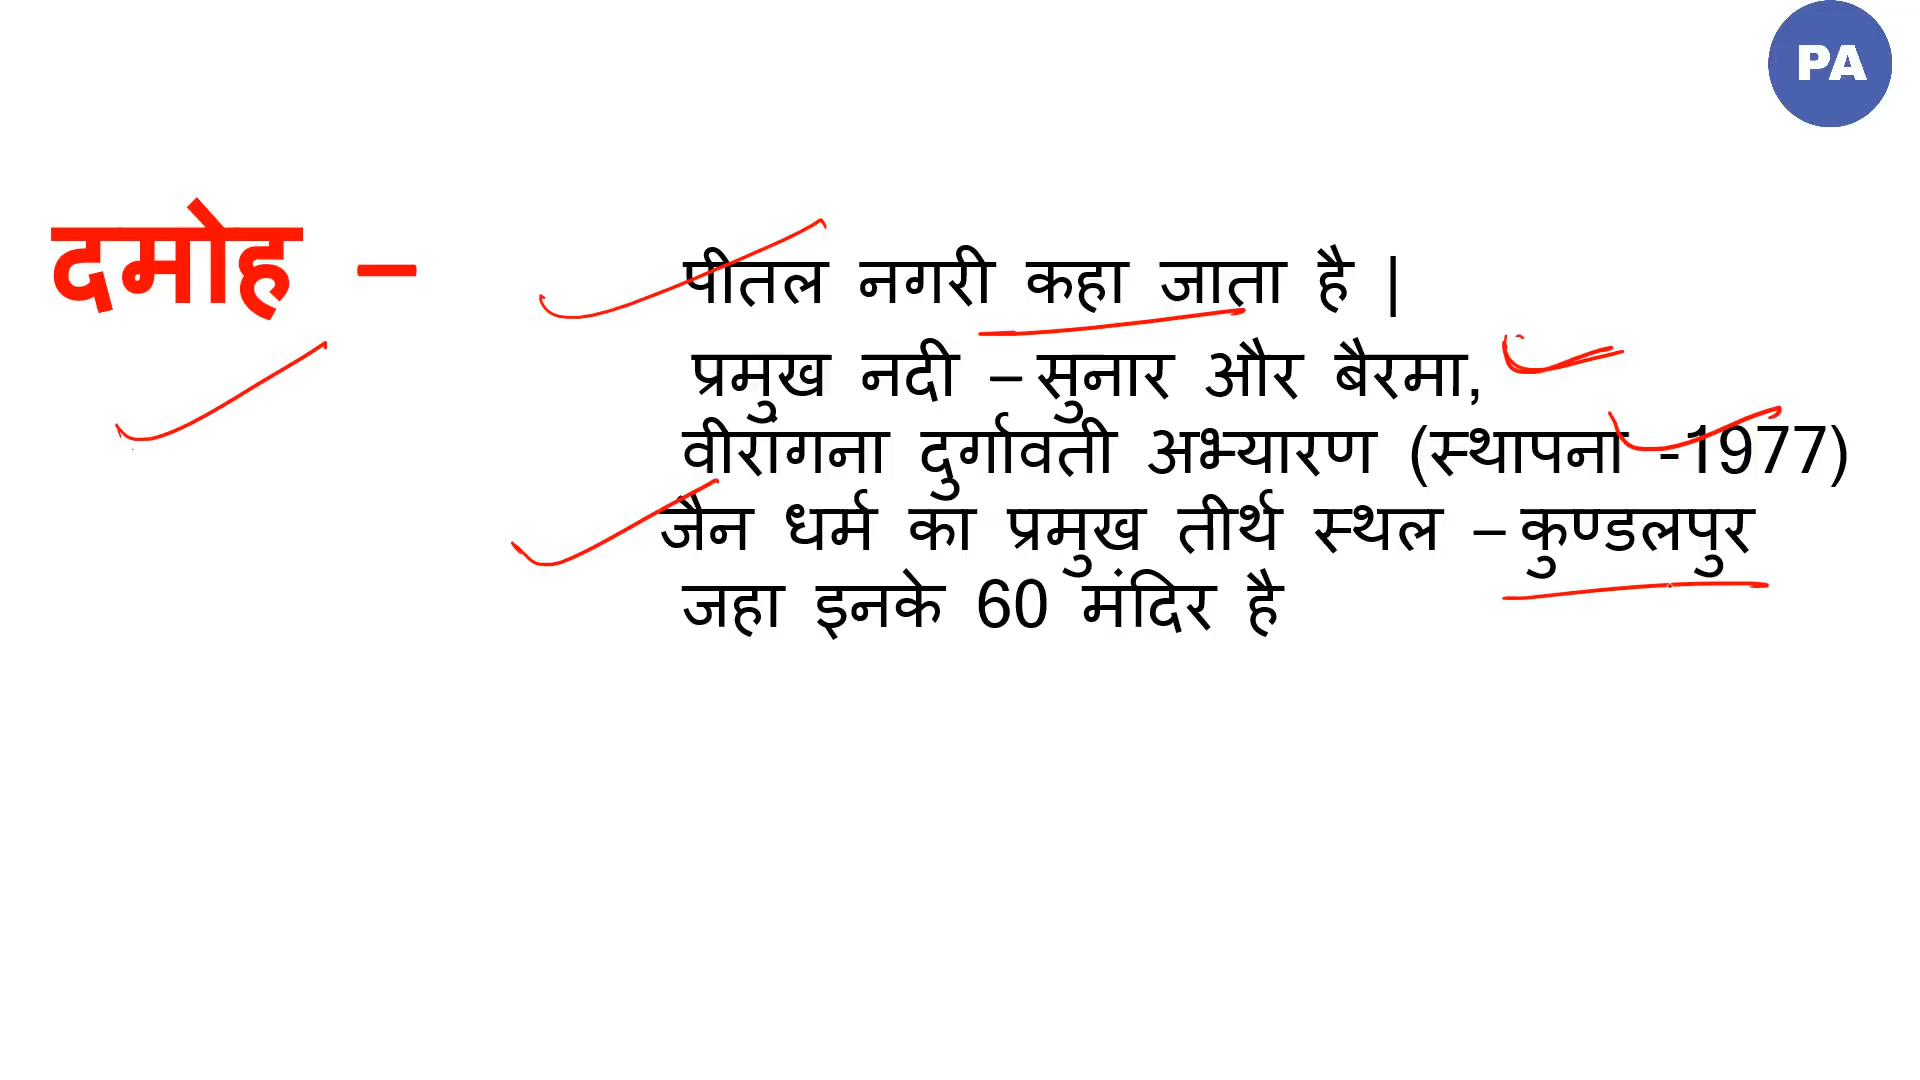 PA
दमोह –
पीतल नगरी कहा जाता है |
प्रमुख नदी – सुनार और बैरमा,
वीरांगना दुर्गावती अभ्यारण (स्थापना -1977)
जैन धर्म का प्रमुख तीर्थ स्थल – कुण्डलपुर
जहा इनके 60 मंदिर है